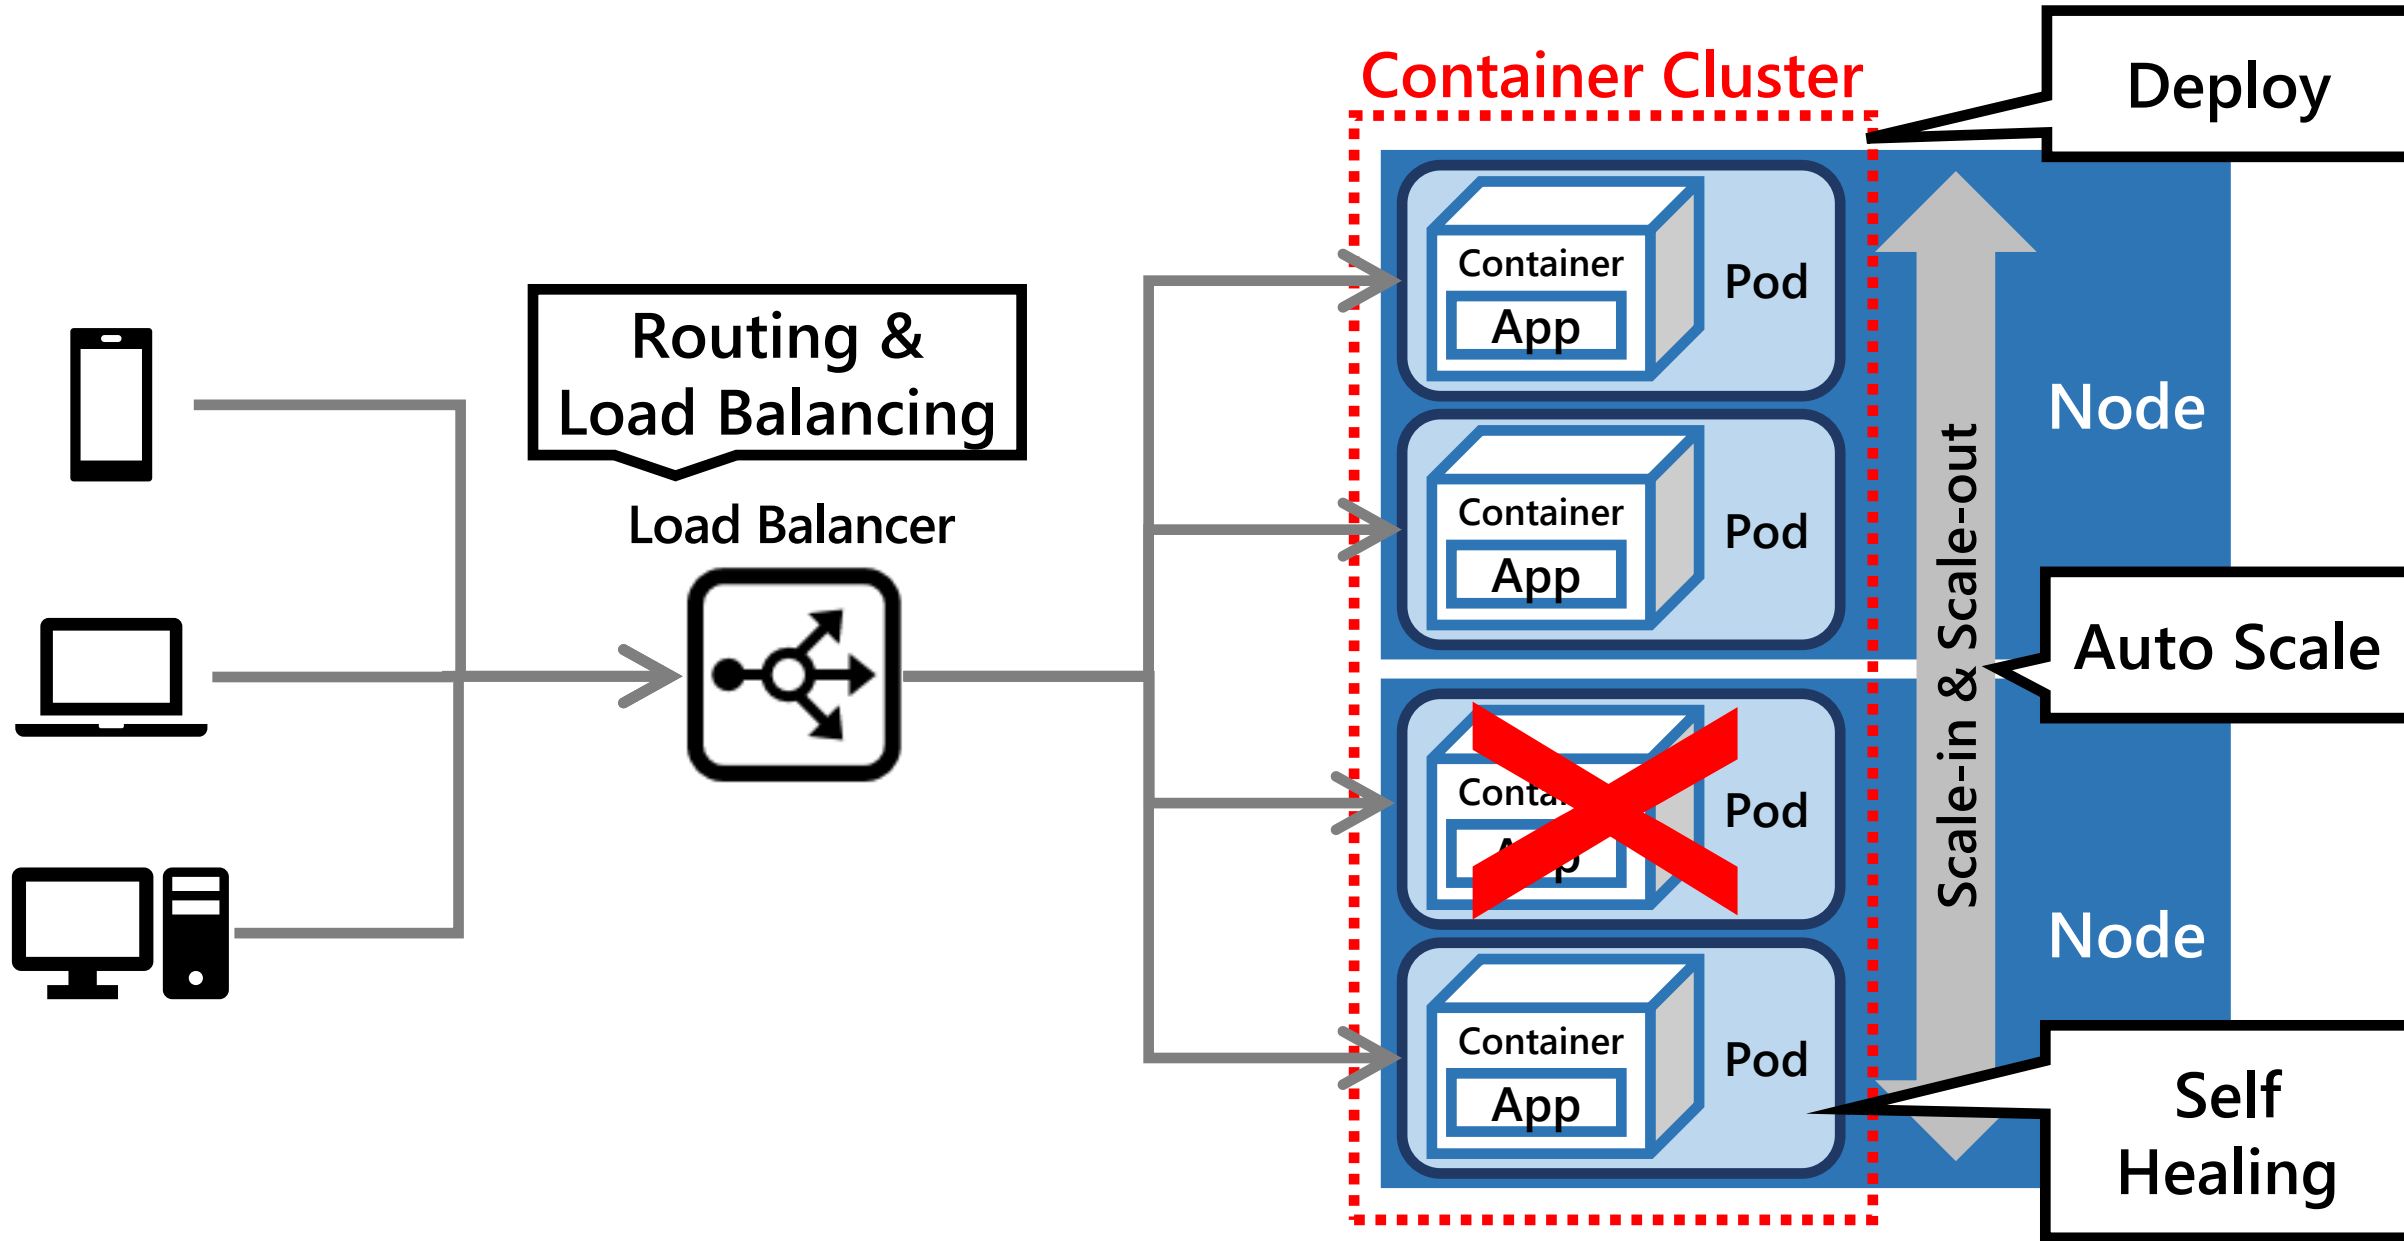 Container Cluster
Deploy
Routing &
Load Balancing
Load Balancer
Container
App
Pod
Container
App
Pod
Node
Scale-in & Scale-out
Auto Scale
Pod
Container
App
Pod
Node
Self
Healing